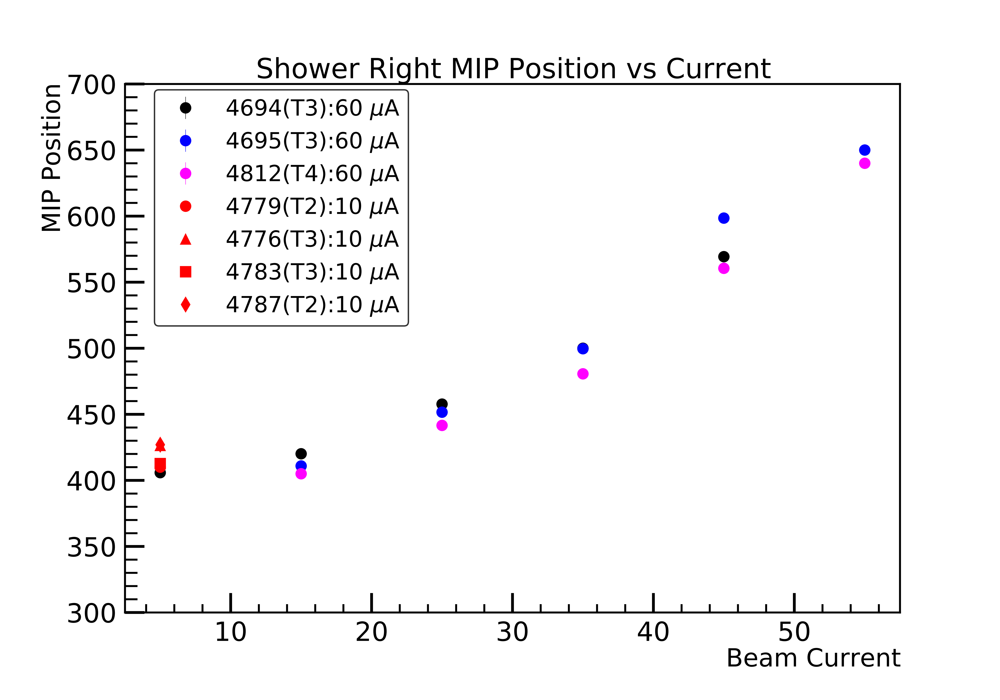 Shower Right MIP Position vs Current
MIP Position
700
650
600
550
500
450
400
350
300
4694(T3):60 μA
4695(T3):60 μA
4812(T4):60 μA
4779(T2):10 μA
4776(T3):10 μA
4783(T3):10 μA
4787(T2):10 μA
10 20 30 40 50
Beam Current